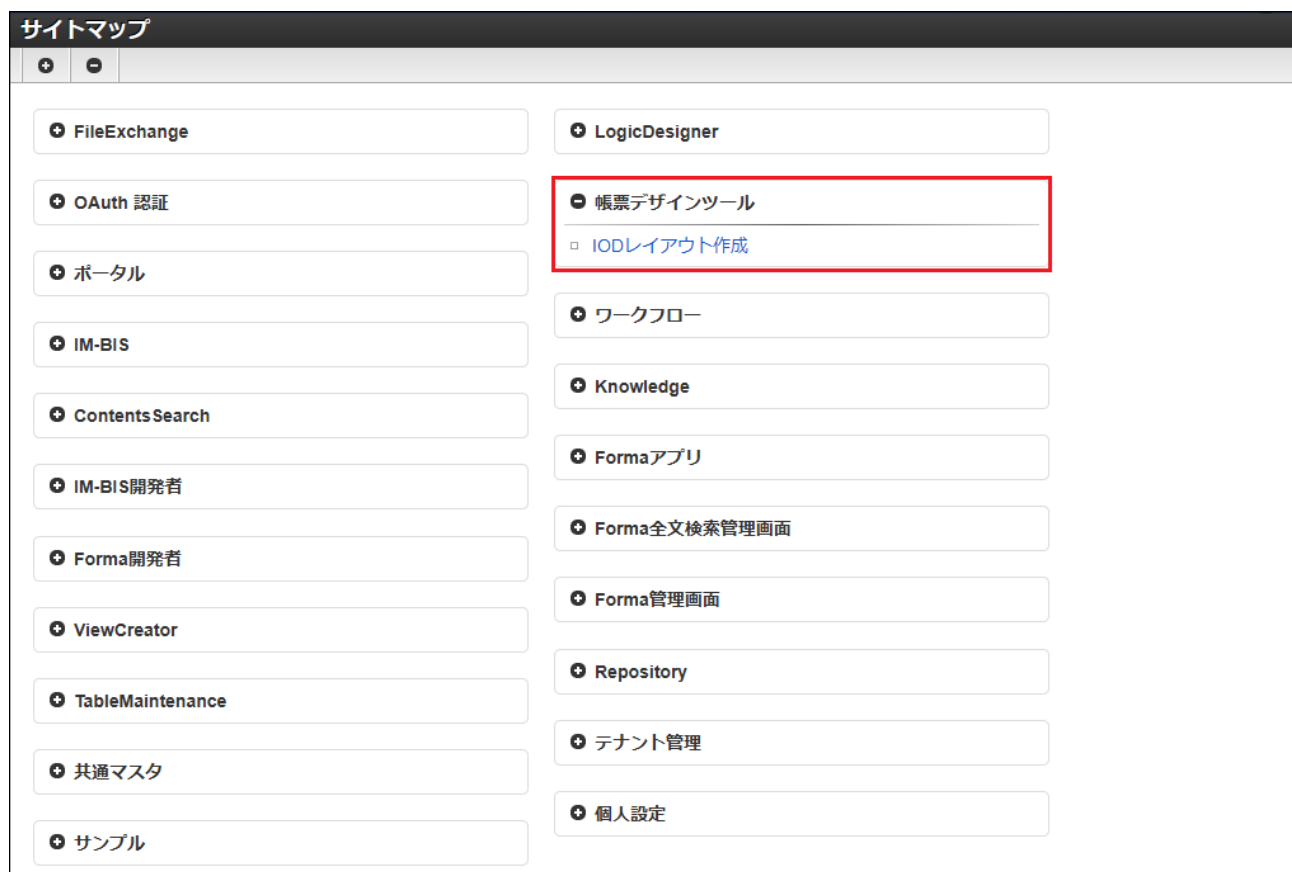 サイトマップ
FileExchange
OAuth 認証
ポータル
IM-BIS
ContentsSearch
IM-BIS開発者
Forma開発者
ViewCreator
TableMaintenance
共通マスタ
サンプル
LogicDesigner
帳票デザインツール
IODレイアウト作成
ワークフロー
Knowledge
Formaアプリ
Forma全文検索管理画面
Forma管理画面
Repository
テナント管理
個人設定